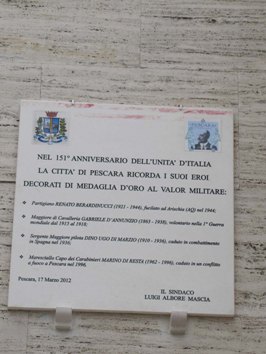 NEL 151° ANNIVERSARIO DELL'UNITA' D'ITALIA
LA CITTA' DI PESCARA RICORDA I SUOI EROI
DECORATI DI MEDAGLIA D'ORO AL VALOR MILITARE:
Partigiano RENATO BERARDINUCCI (1921 - 1944), fucilato ad Arischia (AQ) nel 1944;
Maggiore di Cavalleria GABRIELE D'ANNUNZIO (1863 - 1938), volontario nella 1ª Guerra
mondiale dal 1915 al 1918;
Sergente Maggiore pilota DINO UGO DI MARZIO (1910 - 1936), caduto in combattimento
in Spagna nel 1936;
Maresciallo Capo dei Carabinieri MARINO DI RESTA (1962 - 1996), caduto in un conflitto
a fuoco a Pescara nel 1996.
Pescara, 17 Marzo 2012
IL SINDACO
LUIGI ALBORE MASCIA